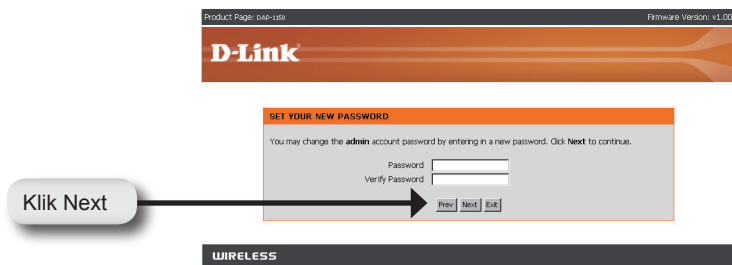 Product Page: DAP-1150 Firmware Version: v1.00
D-Link
SET YOUR NEW PASSWORD
You may change the admin account password by entering in a new password. Click Next to continue.
Password
Verify Password
Klik Next
Prev Next Exit
WIRELESS